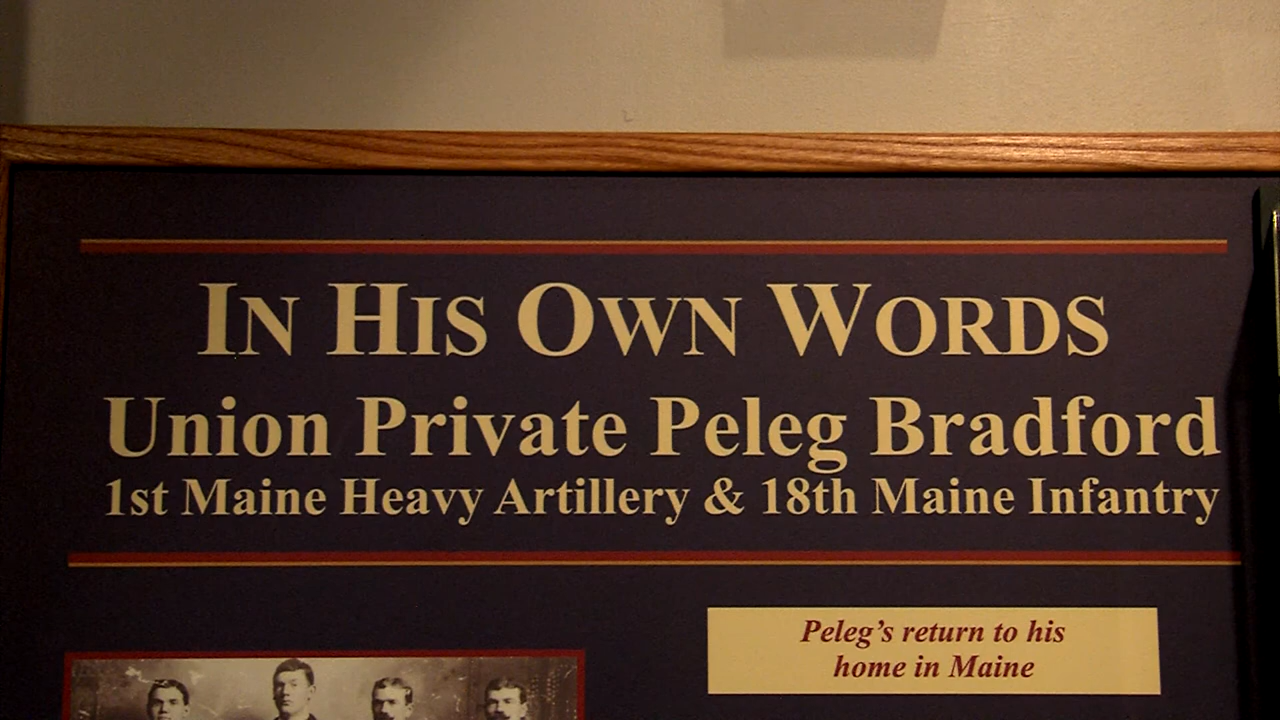 IN HIS OWN WORDS
Union Private Peleg Bradford
1st Maine Heavy Artillery & 18th Maine Infantry
Peleg's return to his
home in Maine